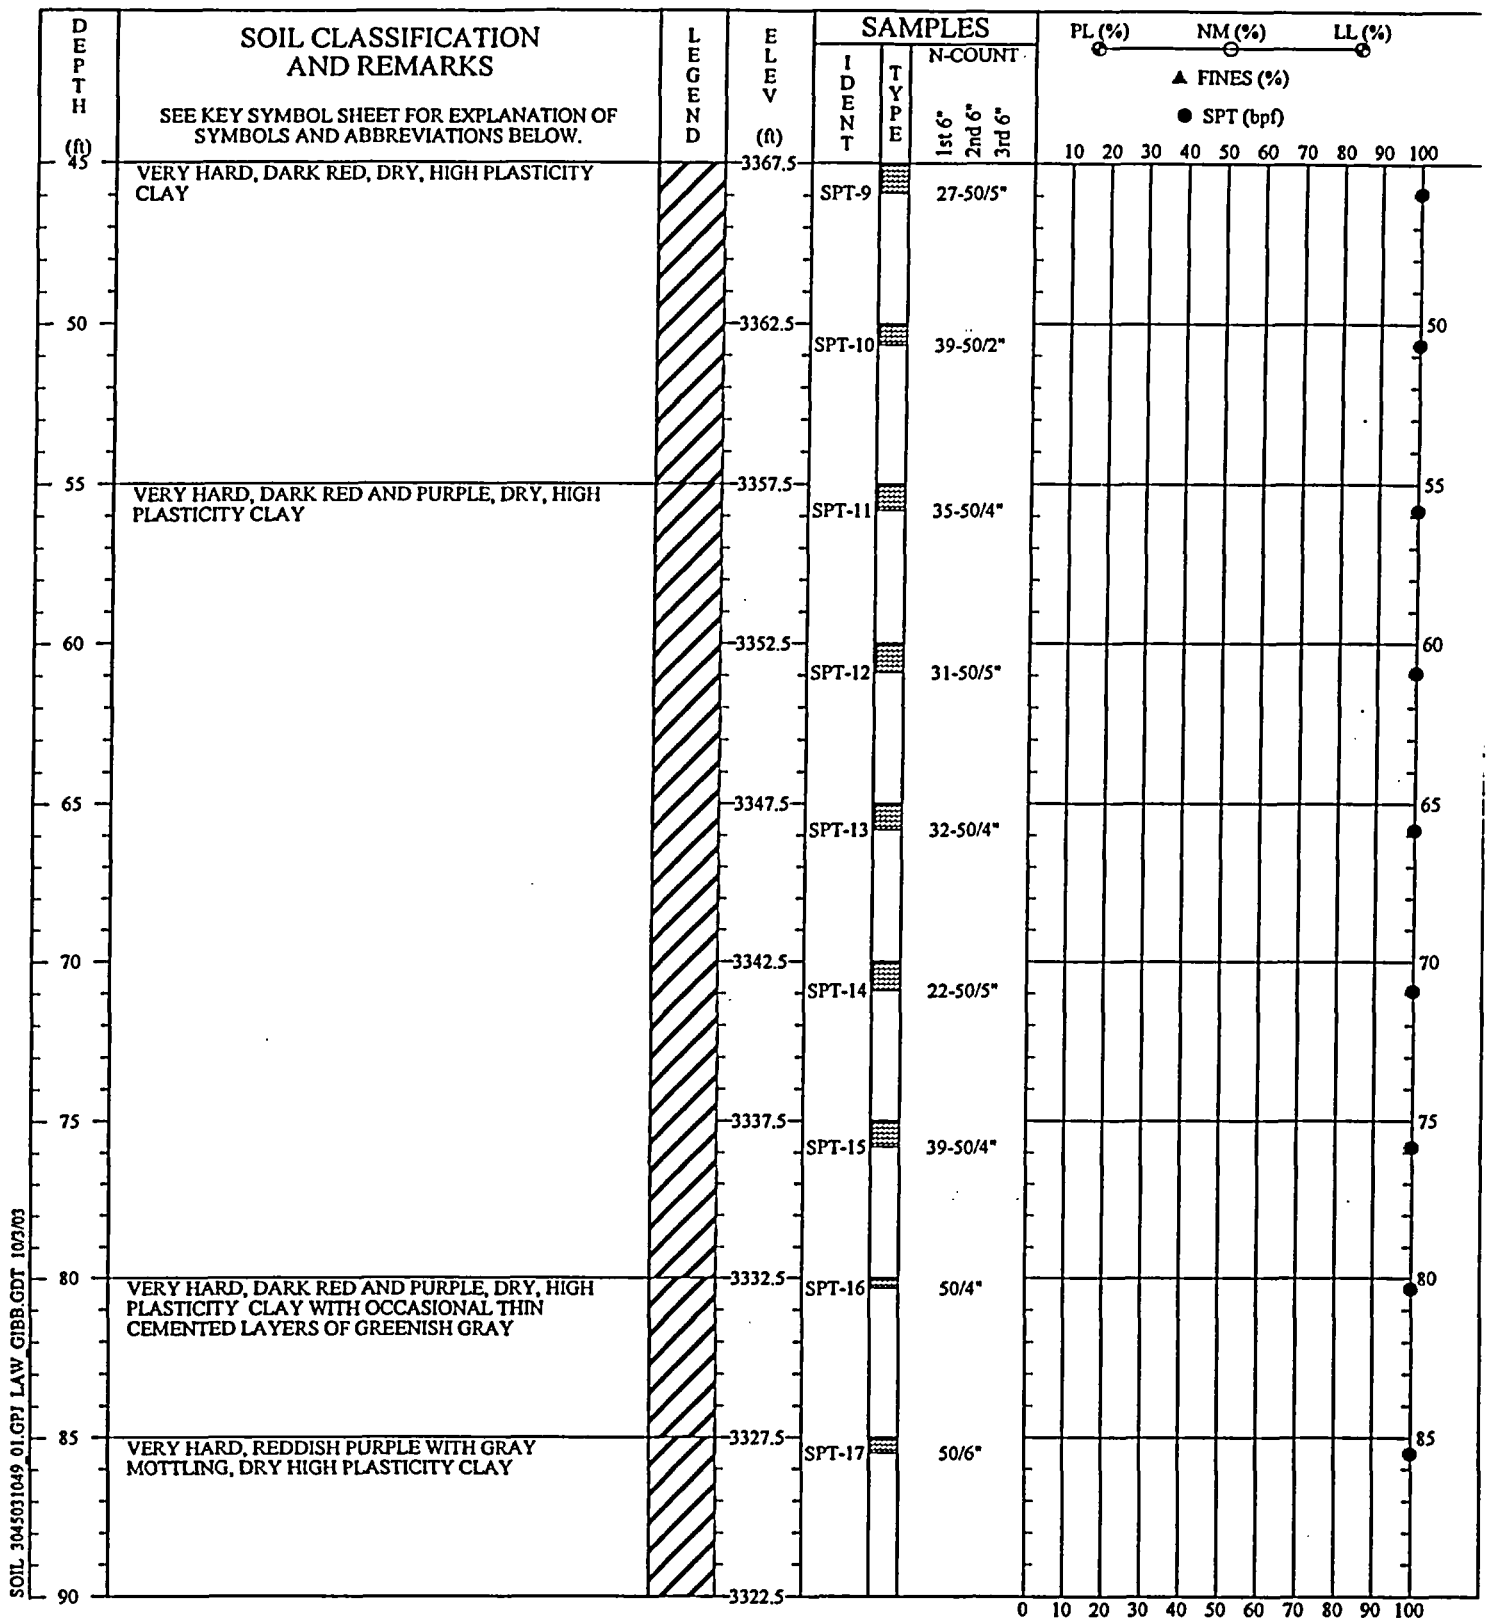 DEPTH (ft)
SOIL CLASSIFICATION
AND REMARKS
SEE KEY SYMBOL SHEET FOR EXPLANATION OF
SYMBOLS AND ABBREVIATIONS BELOW.
LEGEND
ELEV (ft)
SAMPLES
IDENT
TYPE
N-COUNT
1st 6"
2nd 6"
3rd 6"
PL (%) NM (%) LL (%)
▲ FINES (%)
● SPT (bpf)
10 20 30 40 50 60 70 80 90 100
45
VERY HARD, DARK RED, DRY, HIGH PLASTICITY
CLAY
3367.5
SPT-9
27-50/5"
50
3362.5
SPT-10
39-50/2"
50
55
VERY HARD, DARK RED AND PURPLE, DRY, HIGH
PLASTICITY CLAY
3357.5
SPT-11
35-50/4"
55
60
3352.5
SPT-12
31-50/5"
60
65
3347.5
SPT-13
32-50/4"
65
70
3342.5
SPT-14
22-50/5"
70
75
3337.5
SPT-15
39-50/4"
75
80
VERY HARD, DARK RED AND PURPLE, DRY, HIGH
PLASTICITY CLAY WITH OCCASIONAL THIN
CEMENTED LAYERS OF GREENISH GRAY
3332.5
SPT-16
50/4"
80
85
VERY HARD, REDDISH PURPLE WITH GRAY
MOTTLING, DRY HIGH PLASTICITY CLAY
3327.5
SPT-17
50/6"
85
90
3322.5
0 10 20 30 40 50 60 70 80 90 100
SOIL 3045031049_01.GPJ LAW_GIBB.GDT 10/3/03